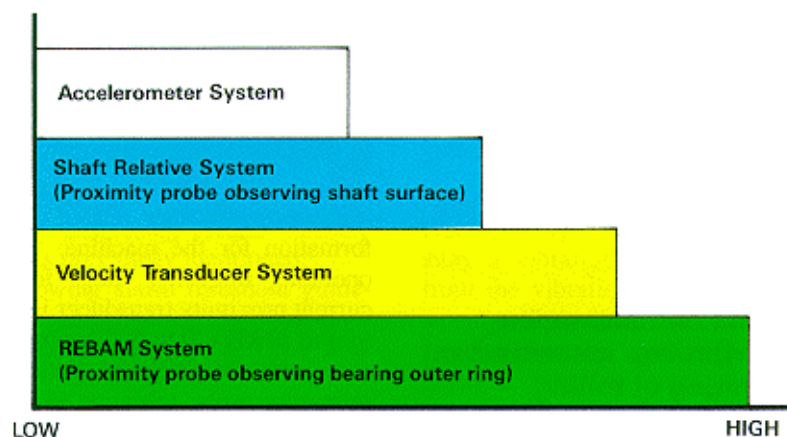 Accelerometer System
Shaft Relative System
(Proximity probe observing shaft surface)
Velocity Transducer System
REBAM System
(Proximity probe observing bearing outer ring)
LOW
HIGH